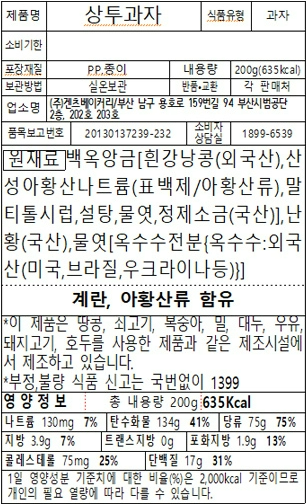 제품명 상투과자 식품유형 과자
소비기한
포장재질 P.P,종이 내용량 200g(635kcal)
보관방법 실온보관 반품•교환 각 판매처
업소명 (주)겐츠베이커리/부산 남구 용호로 159번길 94 부산시범공단
2층, 202호 203호
품목보고번호 20130137239-232 소비자상담실 1899-6539
원재료 백옥앙금[흰강낭콩(외국산),산
성아황산나트륨(표백제/아황산류),말
티톨시럽,설탕,물엿,정제소금(국산)],난
황(국산),물엿[옥수수전분{옥수수:외국
산(미국,브라질,우크라이나등)}]
계란, 아황산류 함유
*이 제품은 땅콩, 쇠고기, 복숭아, 밀, 대두, 우유,
돼지고기, 호두를 사용한 제품과 같은 제조시설에
서 제조하고 있습니다.
*부정,불량 식품 신고는 국번없이 1399
영양정보 총 내용량 200g 635Kcal
나트륨 130mg 7% 탄수화물 134g 41% 당류 75g 75%
지방 3.9g 7% 트랜스지방 0g 포화지방 1.9g 13%
콜레스테롤 75mg 25% 단백질 17g 31%
1일 영양성분 기준치에 대한 비율(%)은 2,000kcal 기준이므로
개인의 필요 열량에 따라 다를 수 있습니다.